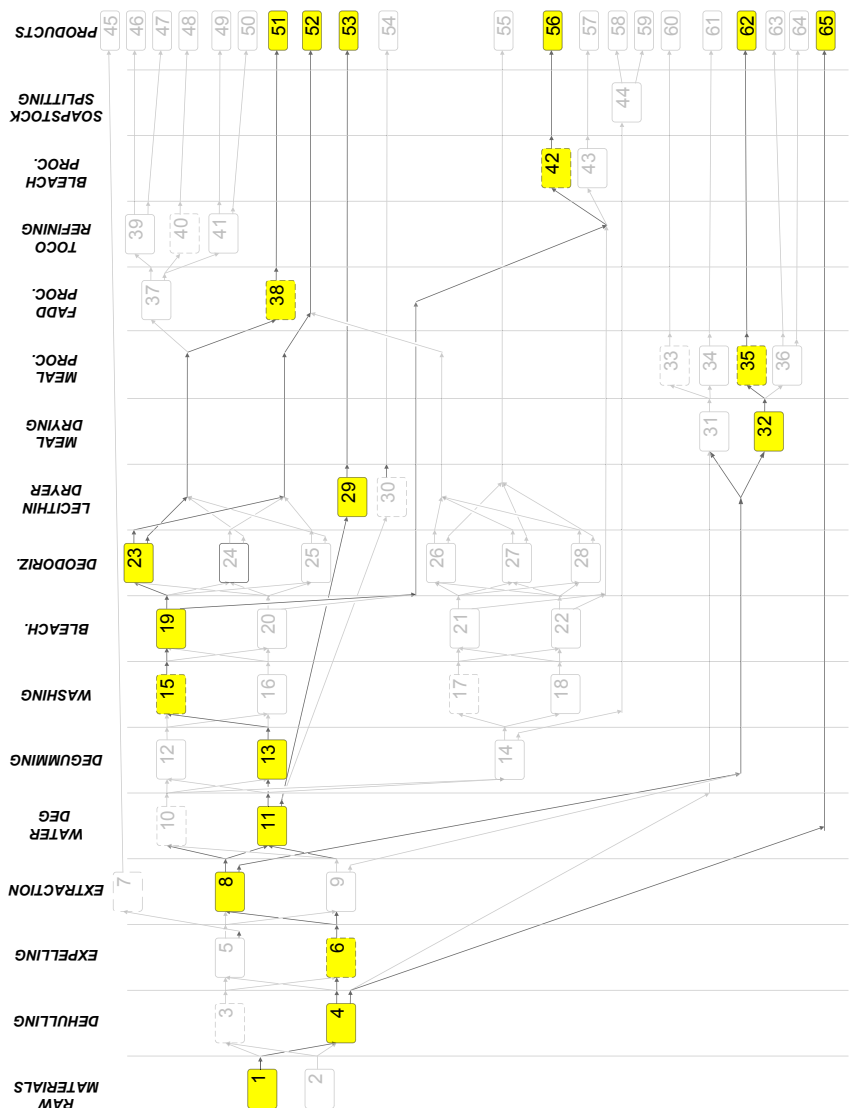 PRODUCTS
45 46 47 48 49 50 51 52 53 54 55 56 57 58 59 60 61 62 63 64 65
SOAPSTOCK
SPLITTING
44
BLEACH
PROC.
42 43
TOCO
REFINING
39 40 41
FADD
PROC.
37 38
MEAL
PROC.
33 34 35 36
MEAL
DRYING
31 32
LECITHIN
DRYER
29 30
DEODORIZ.
23 24 25 26 27 28
BLEACH.
19 20 21 22
WASHING
15 16 17 18
DEGUMMING
12 13 14
WATER
DEG
10 11
EXTRACTION
7 8 9
EXPELLING
5 6
DEHULLING
3 4
RAW
MATERIALS
1 2